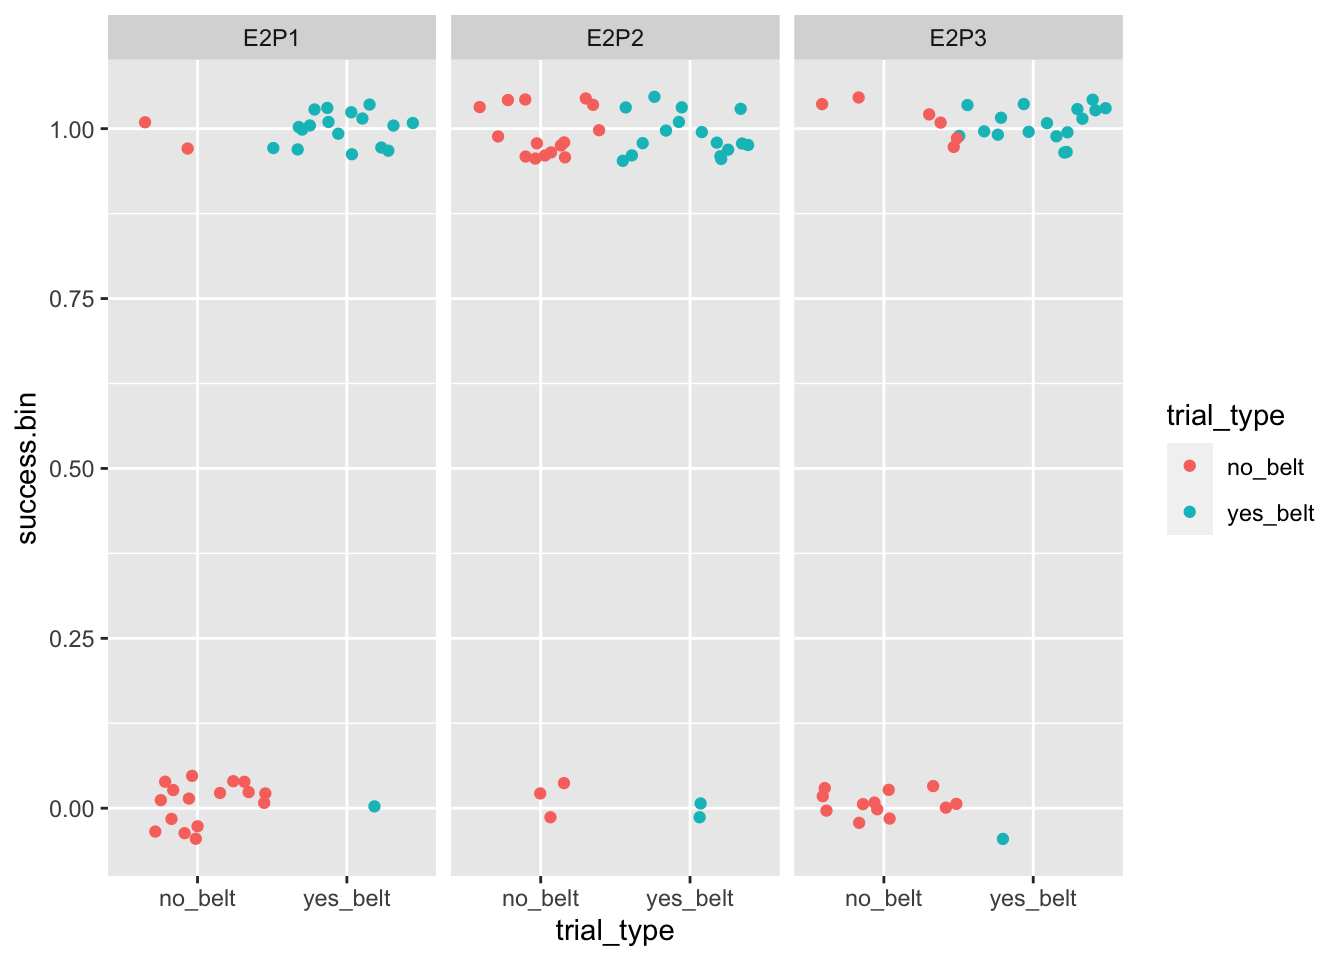 E2P1 E2P2 E2P3
1.00
0.75
0.50
0.25
0.00
success.bin
no_belt yes_belt no_belt yes_belt no_belt yes_belt
trial_type
trial_type
no_belt
yes_belt